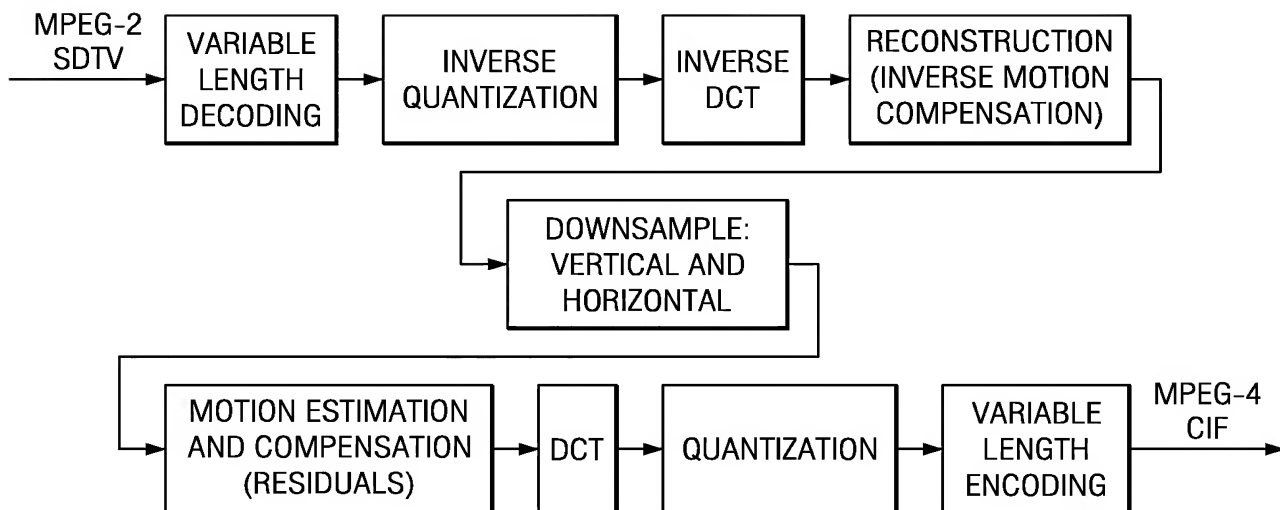 MPEG-2
SDTV
VARIABLE
LENGTH
DECODING
INVERSE
QUANTIZATION
INVERSE
DCT
RECONSTRUCTION
(INVERSE MOTION
COMPENSATION)
DOWNSAMPLE:
VERTICAL AND
HORIZONTAL
MOTION ESTIMATION
AND COMPENSATION
(RESIDUALS)
DCT
QUANTIZATION
VARIABLE
LENGTH
ENCODING
MPEG-4
CIF